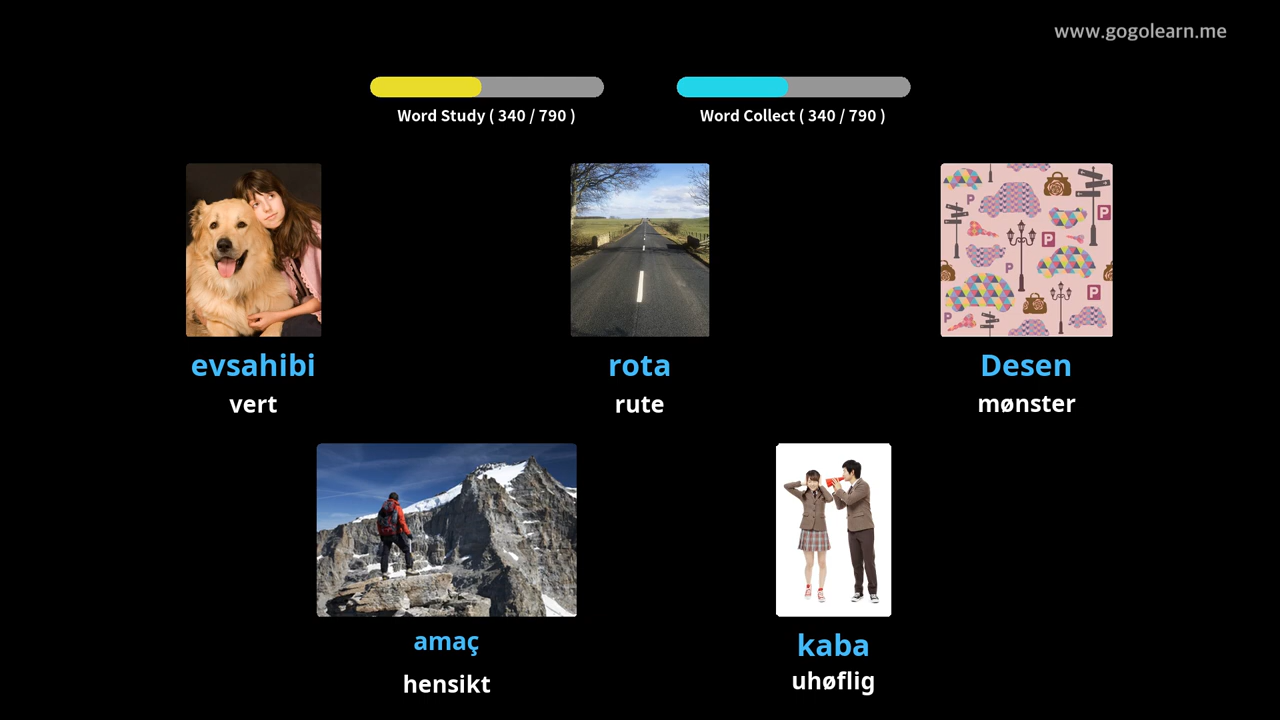 www.gogolearn.me
Word Study ( 340 / 790 )
Word Collect ( 340 / 790 )
evsahibi
vert
rota
rute
Desen
mønster
amaç
hensikt
kaba
uhøflig